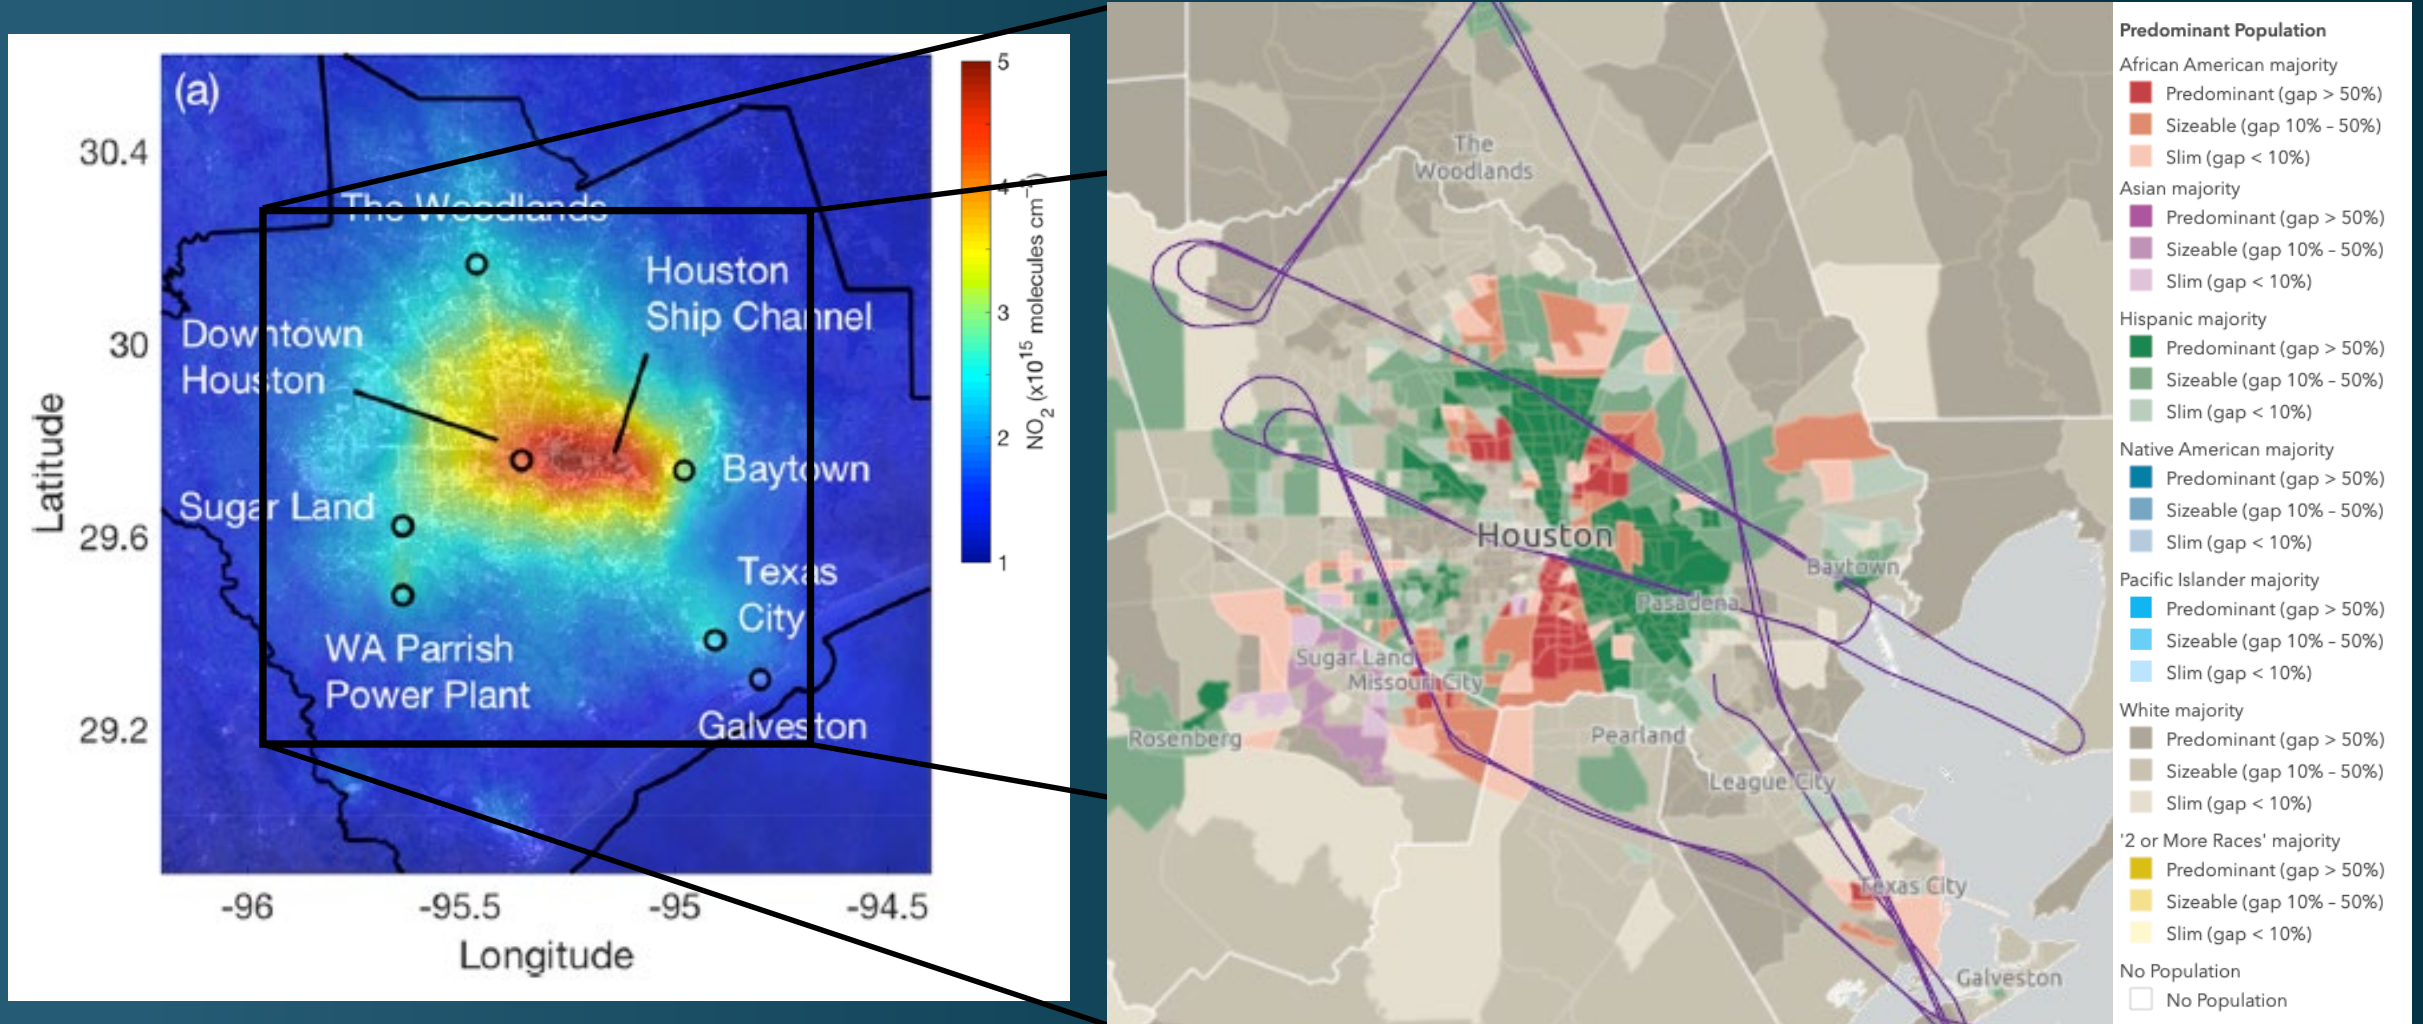 (a)
30.4
30
29.6
29.2
Latitude
-96
-95.5
-95
-94.5
Longitude
The Woodlands
Houston
Ship Channel
Downtown
Houston
Baytown
Sugar Land
Texas
City
WA Parrish
Power Plant
Galveston
5
4
3
2
1
NO₂ (x10¹⁵ molecules cm⁻²)
The
Woodlands
Houston
Baytown
Pasadena
Sugar Land
Missouri City
Rosenberg
Pearland
League City
Texas City
Galveston
Predominant Population
African American majority
Predominant (gap > 50%)
Sizeable (gap 10% – 50%)
Slim (gap < 10%)
Asian majority
Predominant (gap > 50%)
Sizeable (gap 10% – 50%)
Slim (gap < 10%)
Hispanic majority
Predominant (gap > 50%)
Sizeable (gap 10% – 50%)
Slim (gap < 10%)
Native American majority
Predominant (gap > 50%)
Sizeable (gap 10% – 50%)
Slim (gap < 10%)
Pacific Islander majority
Predominant (gap > 50%)
Sizeable (gap 10% – 50%)
Slim (gap < 10%)
White majority
Predominant (gap > 50%)
Sizeable (gap 10% – 50%)
Slim (gap < 10%)
'2 or More Races' majority
Predominant (gap > 50%)
Sizeable (gap 10% – 50%)
Slim (gap < 10%)
No Population
No Population